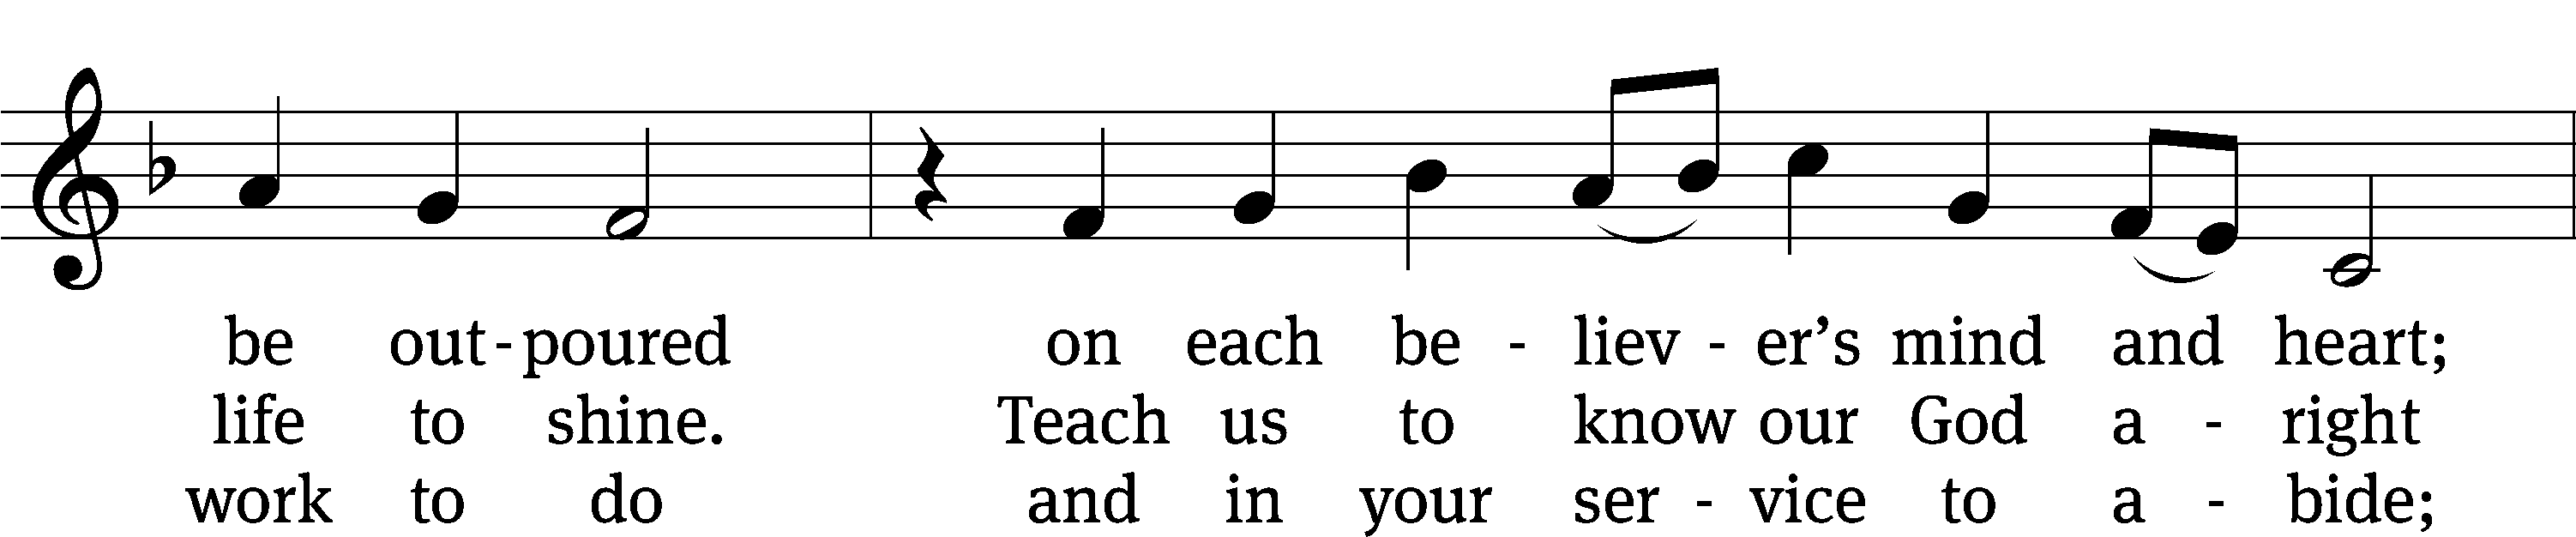 be out - poured on each be - liev - er’s mind and heart;
life to shine. Teach us to know our God a - right
work to do and in your ser - vice to a - bide;